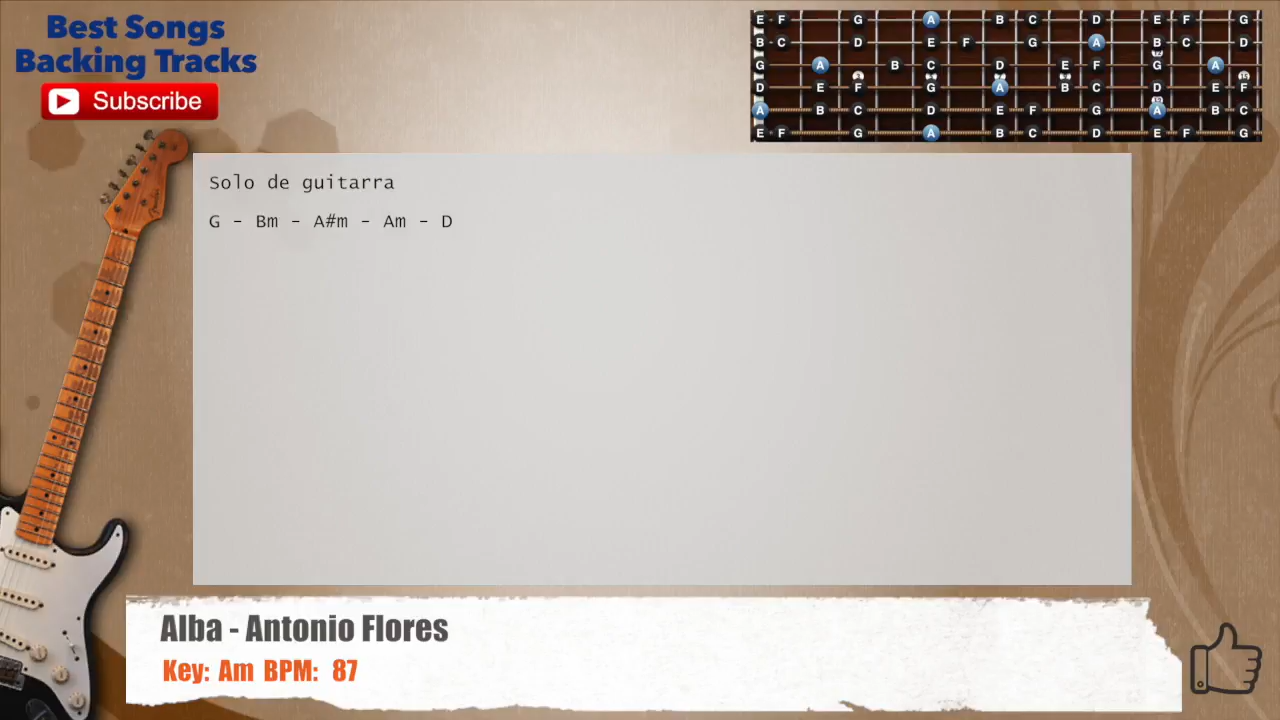 Best Songs
Backing Tracks
Subscribe
E F G A B C D E F G
B C D E F G A B C D
G A B C D E F G A
D E F G A B C D E F
A B C D E F G A B C
E F G A B C D E F G
Solo de guitarra
G - Bm - A#m - Am - D
Alba - Antonio Flores
Key: Am BPM: 87